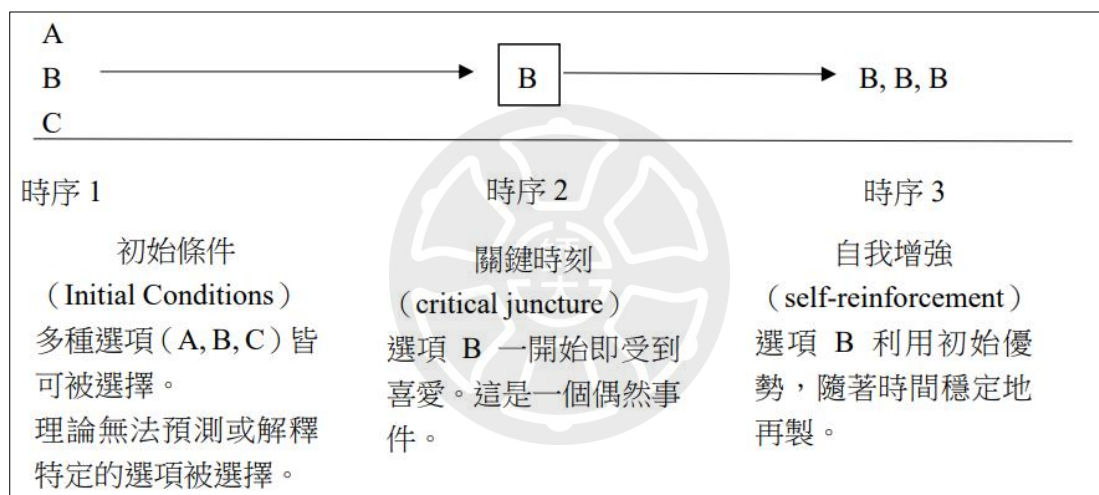 A
B
C
B
B, B, B
時序 1
初始條件
（Initial Conditions）
多種選項（A, B, C）皆
可被選擇。
理論無法預測或解釋
特定的選項被選擇。
時序 2
關鍵時刻
（critical juncture）
選項 B 一開始即受到
喜愛。這是一個偶然事
件。
時序 3
自我增強
（self-reinforcement）
選項 B 利用初始優
勢，隨著時間穩定地
再製。